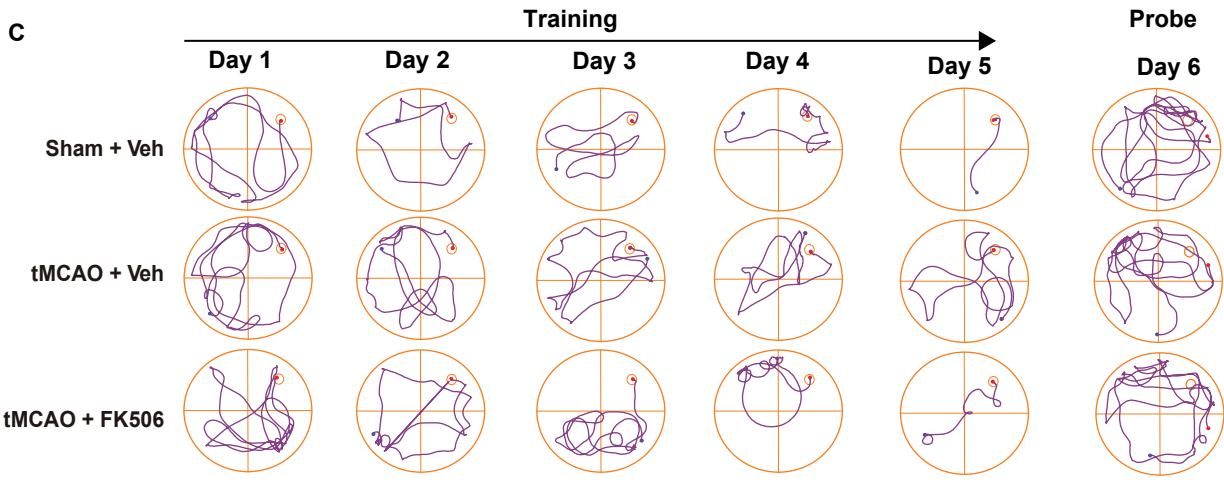 C
Training
Probe
Day 1 Day 2 Day 3 Day 4 Day 5 Day 6
Sham + Veh
tMCAO + Veh
tMCAO + FK506